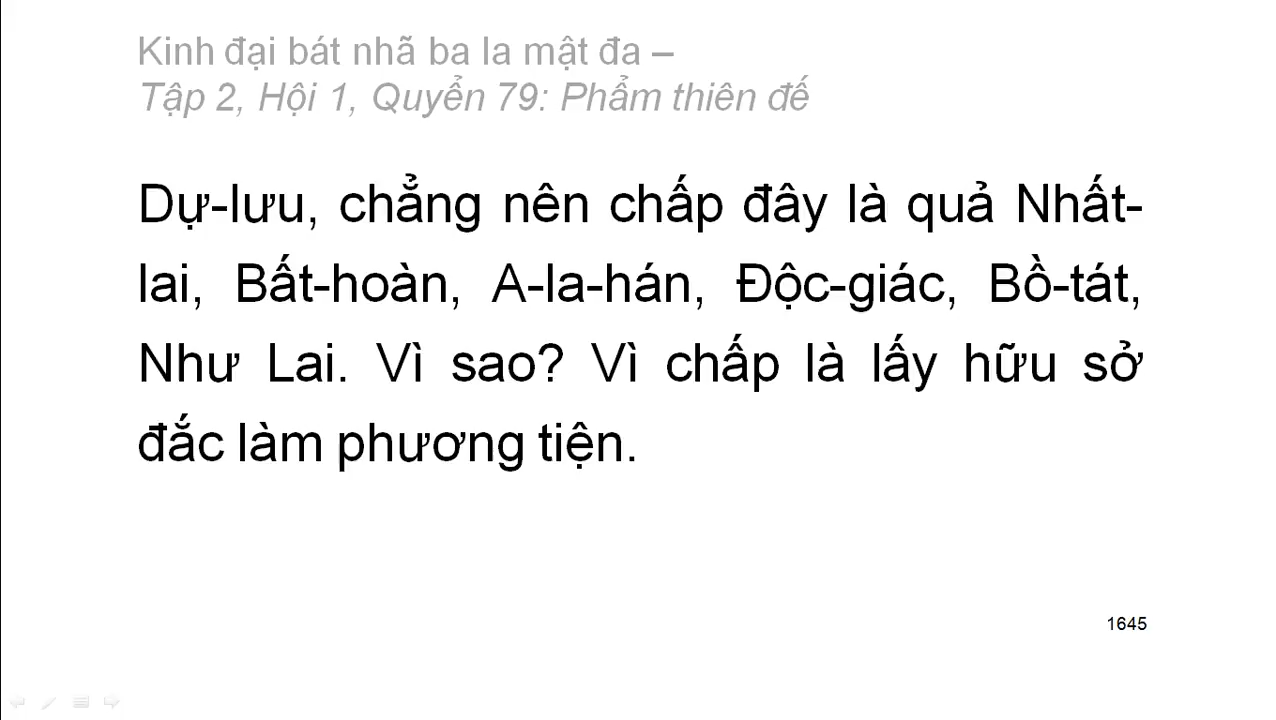 Kinh đại bát nhã ba la mật đa –
Tập 2, Hội 1, Quyển 79: Phẩm thiên đế
Dự-lưu, chẳng nên chấp đây là quả Nhất-
lai, Bất-hoàn, A-la-hán, Độc-giác, Bồ-tát,
Như Lai. Vì sao? Vì chấp là lấy hữu sở
đắc làm phương tiện.
1645